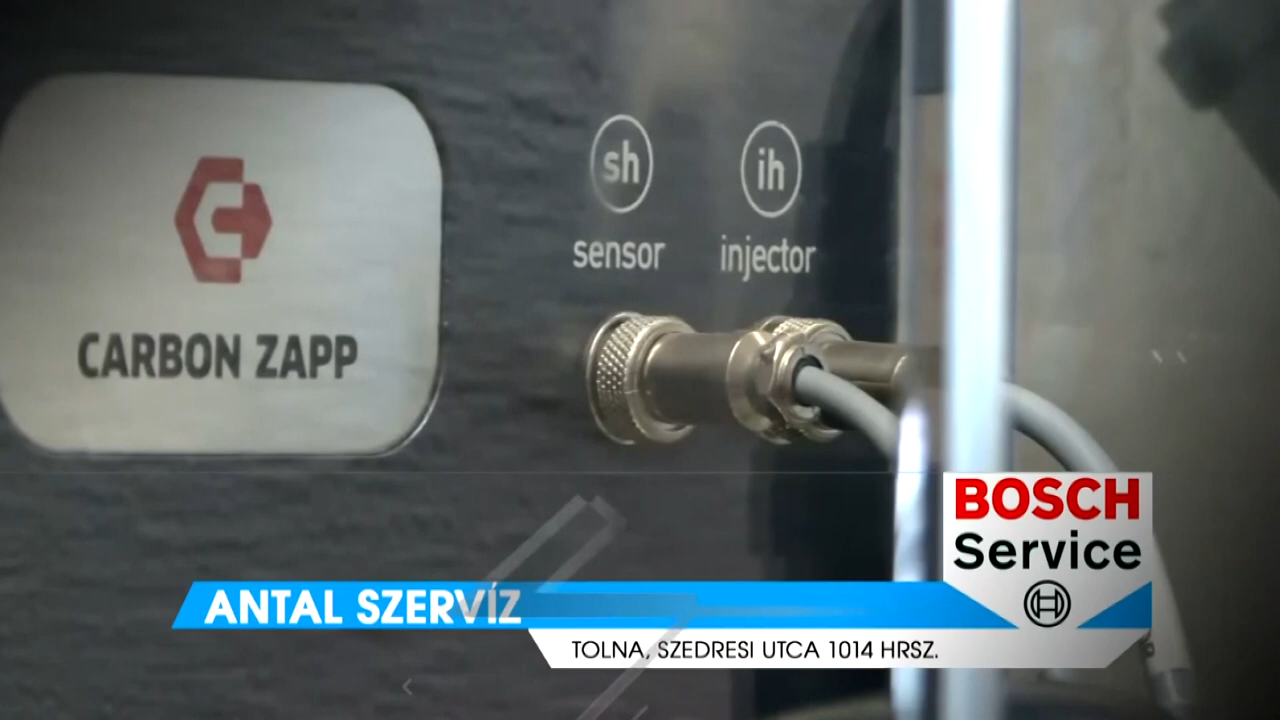 sh
ih
sensor
injector
CARBON ZAPP
BOSCH
Service
ANTAL SZERVÍZ
TOLNA, SZEDRESI UTCA 1014 HRSZ.